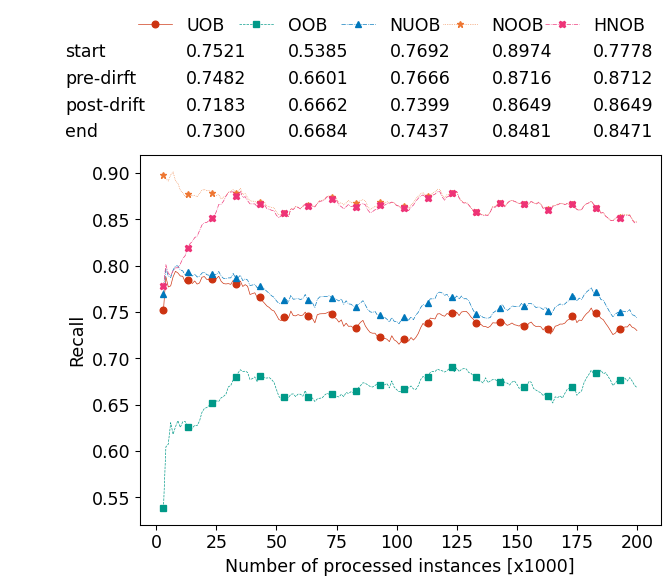 UOB OOB NUOB NOOB HNOB
start 0.7521 0.5385 0.7692 0.8974 0.7778
pre-dirft 0.7482 0.6601 0.7666 0.8716 0.8712
post-drift 0.7183 0.6662 0.7399 0.8649 0.8649
end 0.7300 0.6684 0.7437 0.8481 0.8471
0.90
0.85
0.80
0.75
0.70
0.65
0.60
0.55
Recall
0 25 50 75 100 125 150 175 200
Number of processed instances [x1000]